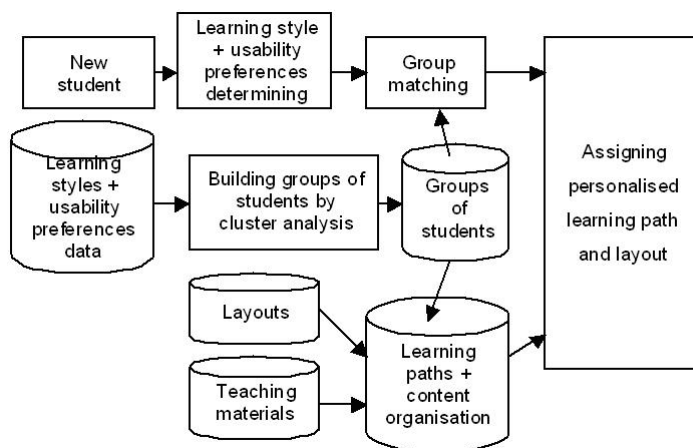 New
student
Learning style
+ usability
preferences
determining
Group
matching
Assigning
personalised
learning path
and layout
Learning
styles +
usability
preferences
data
Building groups of
students by
cluster analysis
Groups
of
students
Layouts
Teaching
materials
Learning
paths +
content
organisation